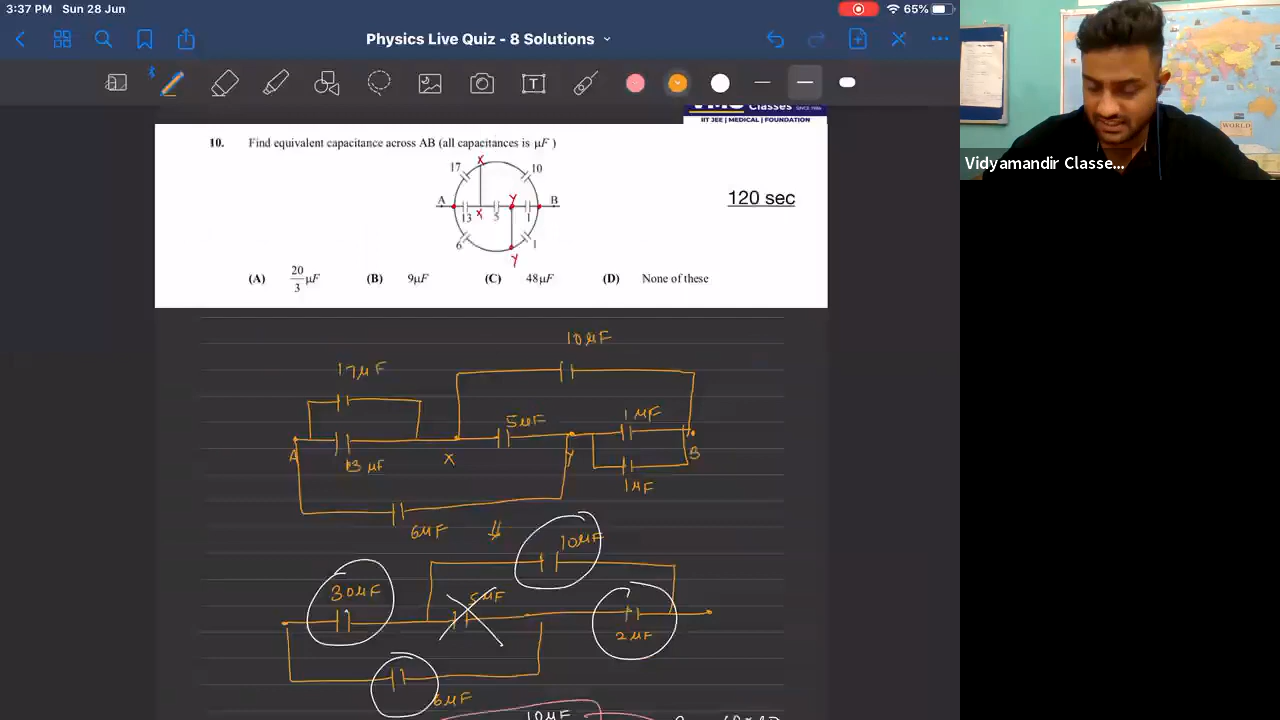 3:37 PM Sun 28 Jun
65%
Physics Live Quiz - 8 Solutions
T
Classes SINCE 1986
IIT JEE | MEDICAL | FOUNDATION
WORLD
Vidyamandir Classe...
10. Find equivalent capacitance across AB (all capacitances is μF )
120 sec
X
17 10
A Y B
13 X 5 1
6 1
Y
(A) 20/3 μF (B) 9μF (C) 48μF (D) None of these
10μF
17μF
5μF 1μF
A 13μF X Y B
1μF
6μF
10μF
30μF 5μF
2μF
6μF
10μF